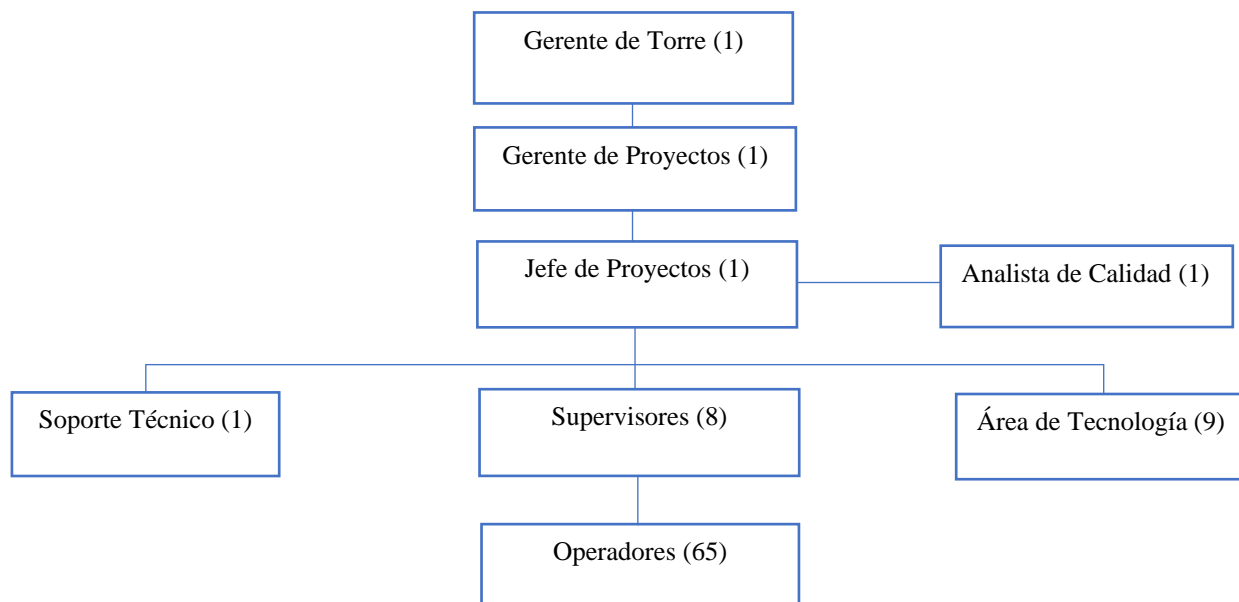 Gerente de Torre (1)
Gerente de Proyectos (1)
Jefe de Proyectos (1)
Analista de Calidad (1)
Soporte Técnico (1)
Supervisores (8)
Área de Tecnología (9)
Operadores (65)